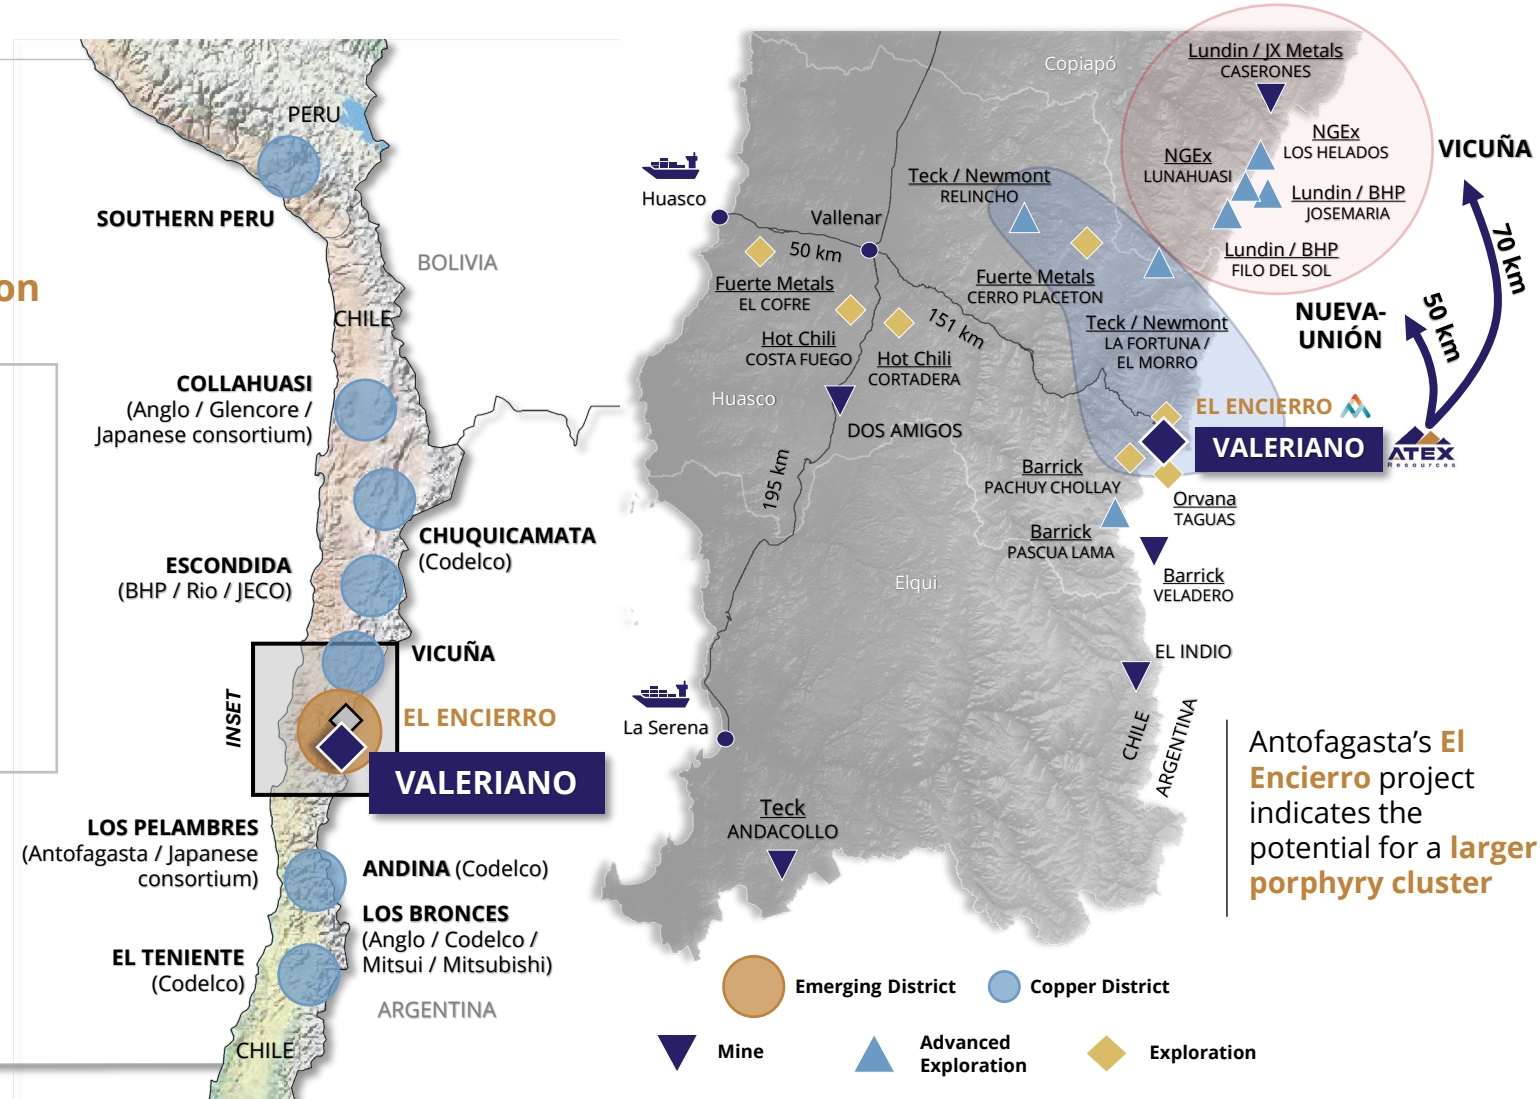 on
PERU
SOUTHERN PERU
BOLIVIA
CHILE
COLLAHUASI
(Anglo / Glencore /
Japanese consortium)
CHUQUICAMATA
(Codelco)
ESCONDIDA
(BHP / Rio / JECO)
VICUÑA
INSET
EL ENCIERRO
VALERIANO
LOS PELAMBRES
(Antofagasta / Japanese
consortium)
ANDINA (Codelco)
LOS BRONCES
(Anglo / Codelco /
Mitsui / Mitsubishi)
EL TENIENTE
(Codelco)
ARGENTINA
CHILE
Copiapó
Lundin / JX Metals
CASERONES
NGEx
LOS HELADOS
NGEx
LUNAHUASI
Lundin / BHP
JOSEMARIA
Lundin / BHP
FILO DEL SOL
VICUÑA
70 km
NUEVA-
UNIÓN
50 km
Huasco
Vallenar
50 km
Teck / Newmont
RELINCHO
Fuerte Metals
EL COFRE
Fuerte Metals
CERRO PLACETON
Hot Chili
COSTA FUEGO
Hot Chili
CORTADERA
151 km
Teck / Newmont
LA FORTUNA /
EL MORRO
Huasco
DOS AMIGOS
EL ENCIERRO
VALERIANO
ATEX
Resources
195 km
Barrick
PACHUY CHOLLAY
Orvana
TAGUAS
Barrick
PASCUA LAMA
Barrick
VELADERO
Elqui
EL INDIO
CHILE
ARGENTINA
La Serena
Teck
ANDACOLLO
Antofagasta’s El
Encierro project
indicates the
potential for a larger
porphyry cluster
Emerging District
Copper District
Mine
Advanced
Exploration
Exploration